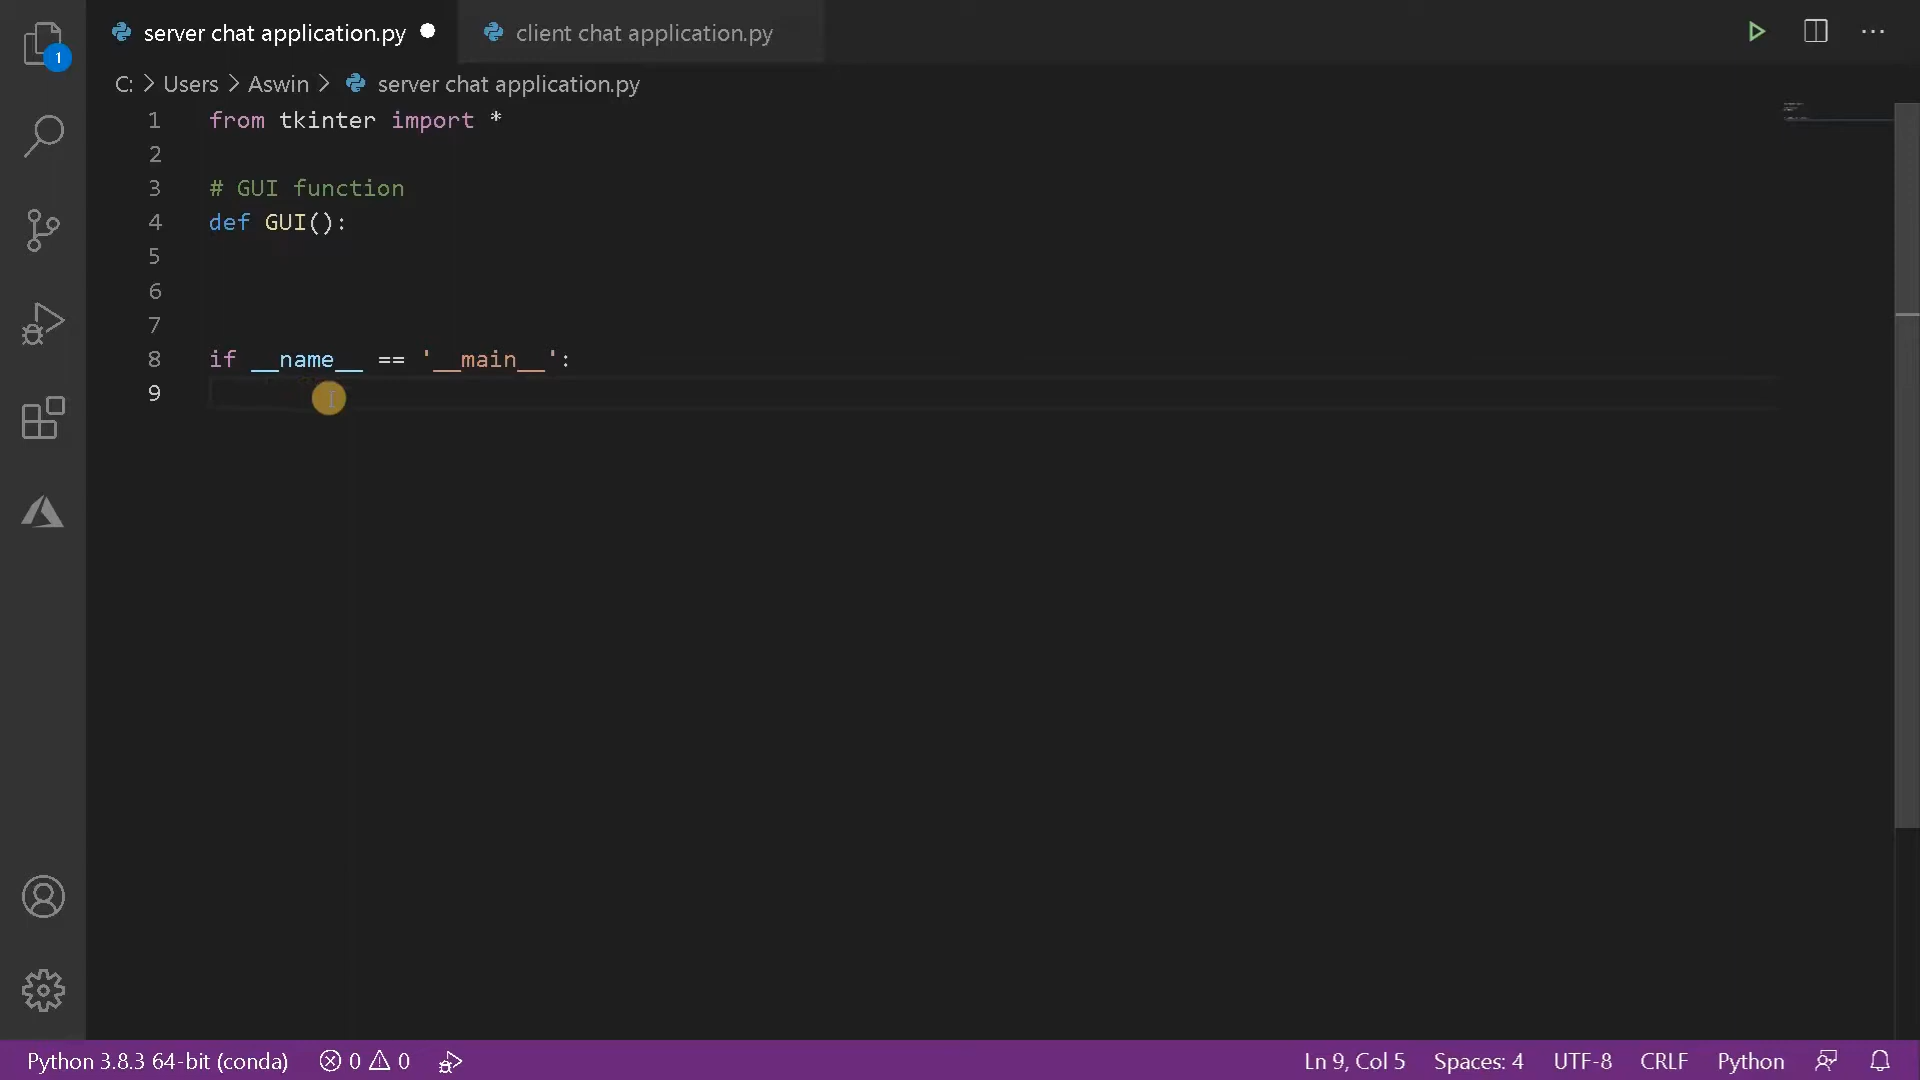 server chat application.py
client chat application.py
C: > Users > Aswin > server chat application.py
1 from tkinter import *
2
3 # GUI function
4 def GUI():
5
6
7
8 if __name__ == '__main__':
9
1
Python 3.8.3 64-bit (conda) 0 0 Ln 9, Col 5 Spaces: 4 UTF-8 CRLF Python